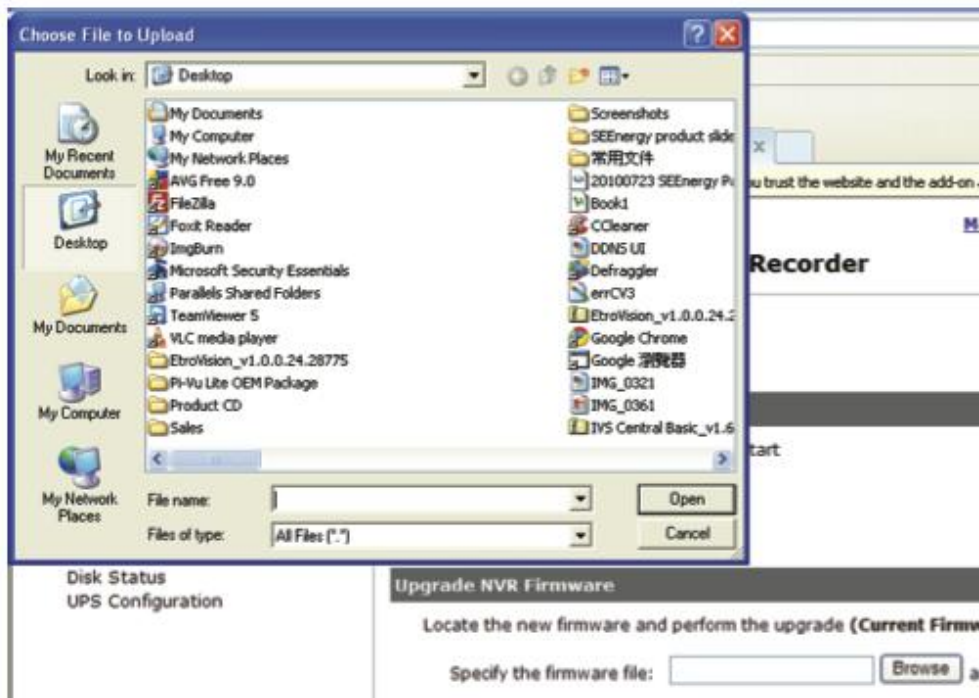 Choose File to Upload
Look in: Desktop
My Recent Documents
Desktop
My Documents
My Computer
My Network Places
My Documents
My Computer
My Network Places
AVG Free 9.0
FileZilla
Foxit Reader
ImgBurn
Microsoft Security Essentials
Parallels Shared Folders
TeamViewer 5
VLC media player
EtroVision_v1.0.0.24.28775
Pi-Vu Lite OEM Package
Product CD
Sales
Screenshots
SEEnergy product slide
常用文件
20100723 SEEnergy Pa
Book1
CCleaner
DDNS UI
Defraggler
errCV3
EtroVision_v1.0.0.24.2
Google Chrome
Google 瀏覽器
IMG_0321
IMG_0361
IVS Central Basic_v1.6
File name:
Open
Files of type: All Files (*.*)
Cancel
ou trust the website and the add-on
M
Recorder
tart
Disk Status
UPS Configuration
Upgrade NVR Firmware
Locate the new firmware and perform the upgrade (Current Firmw
Specify the firmware file:
Browse
a